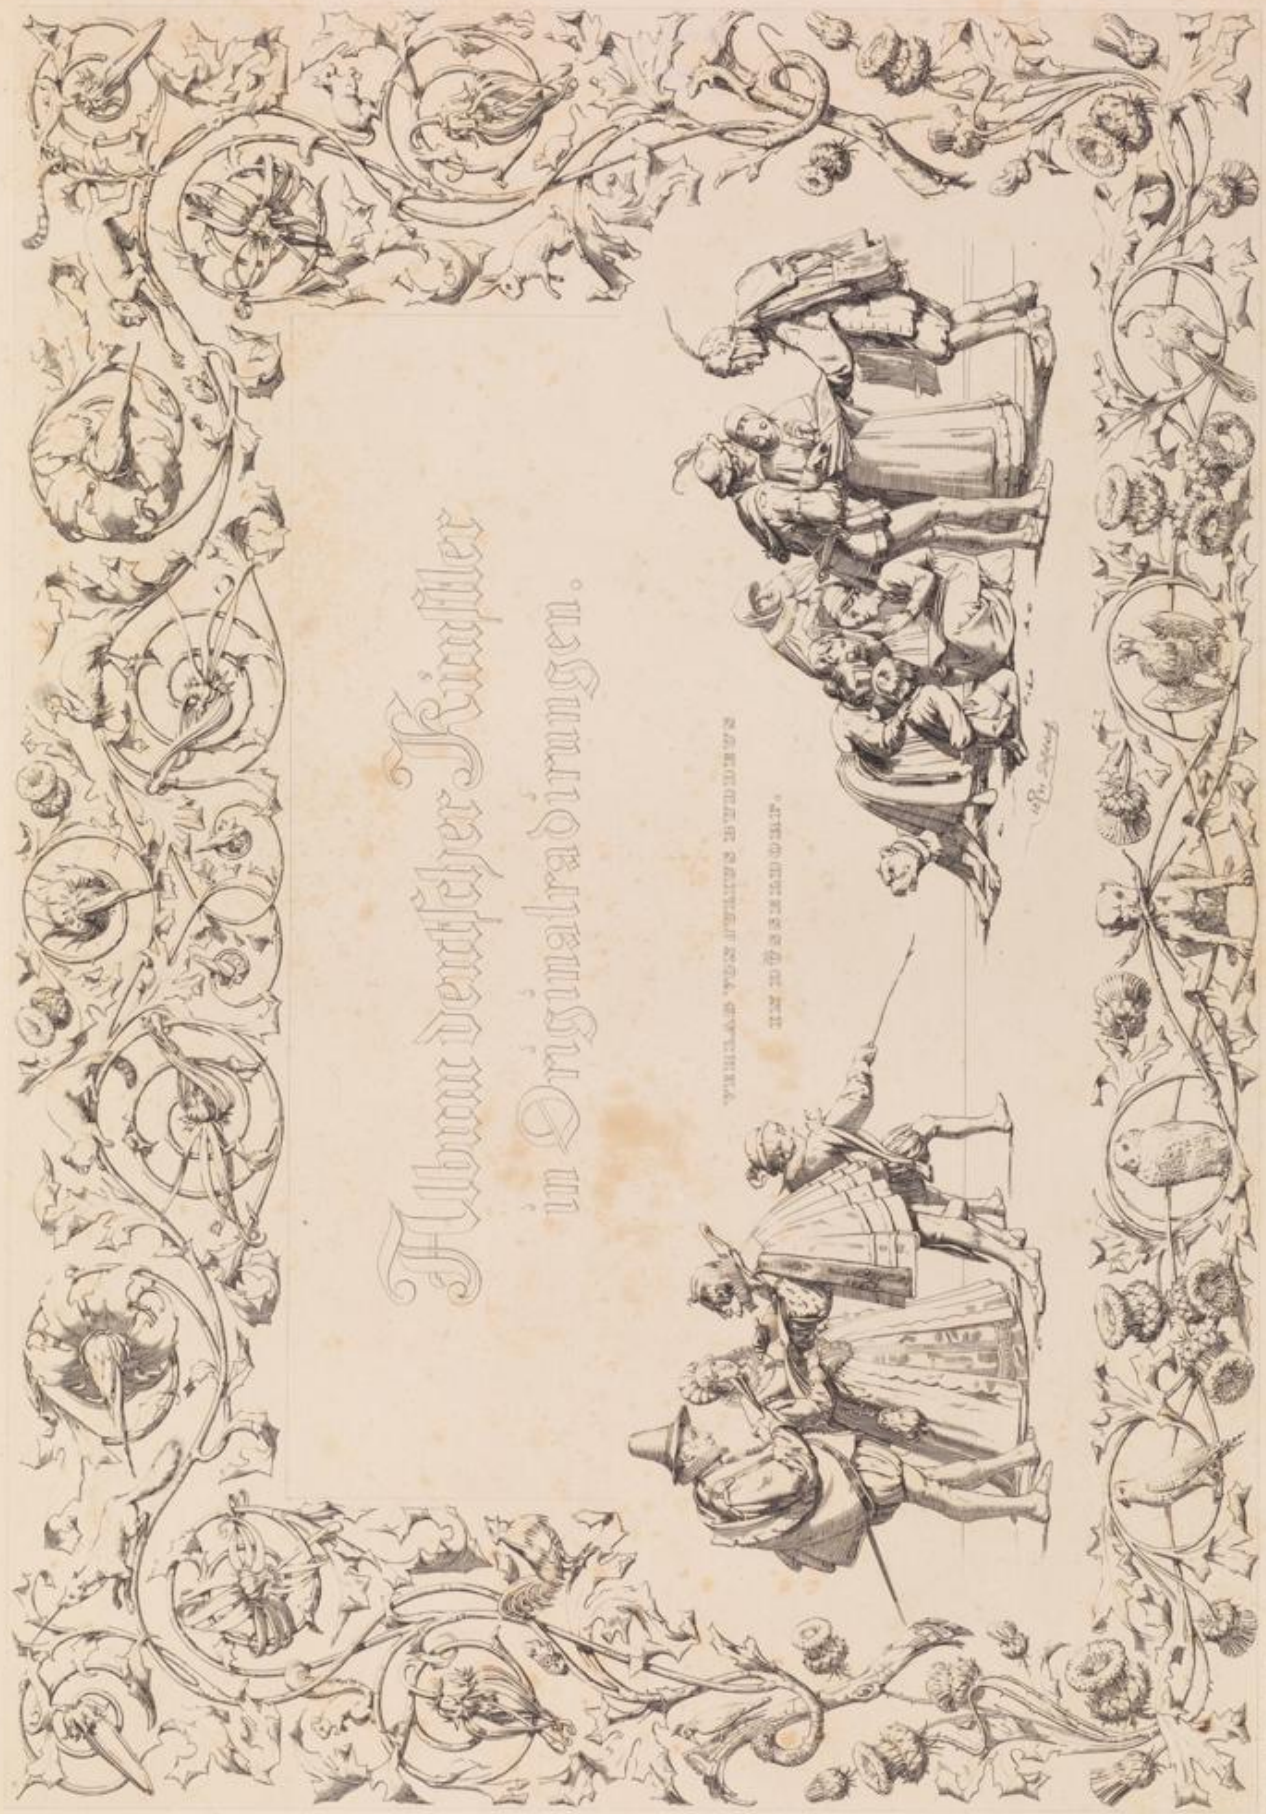 Album deutscher Künstler
in Originalradirungen.
VERLAG VON JULIUS BUDDEUS
IN DÜSSELDORF.